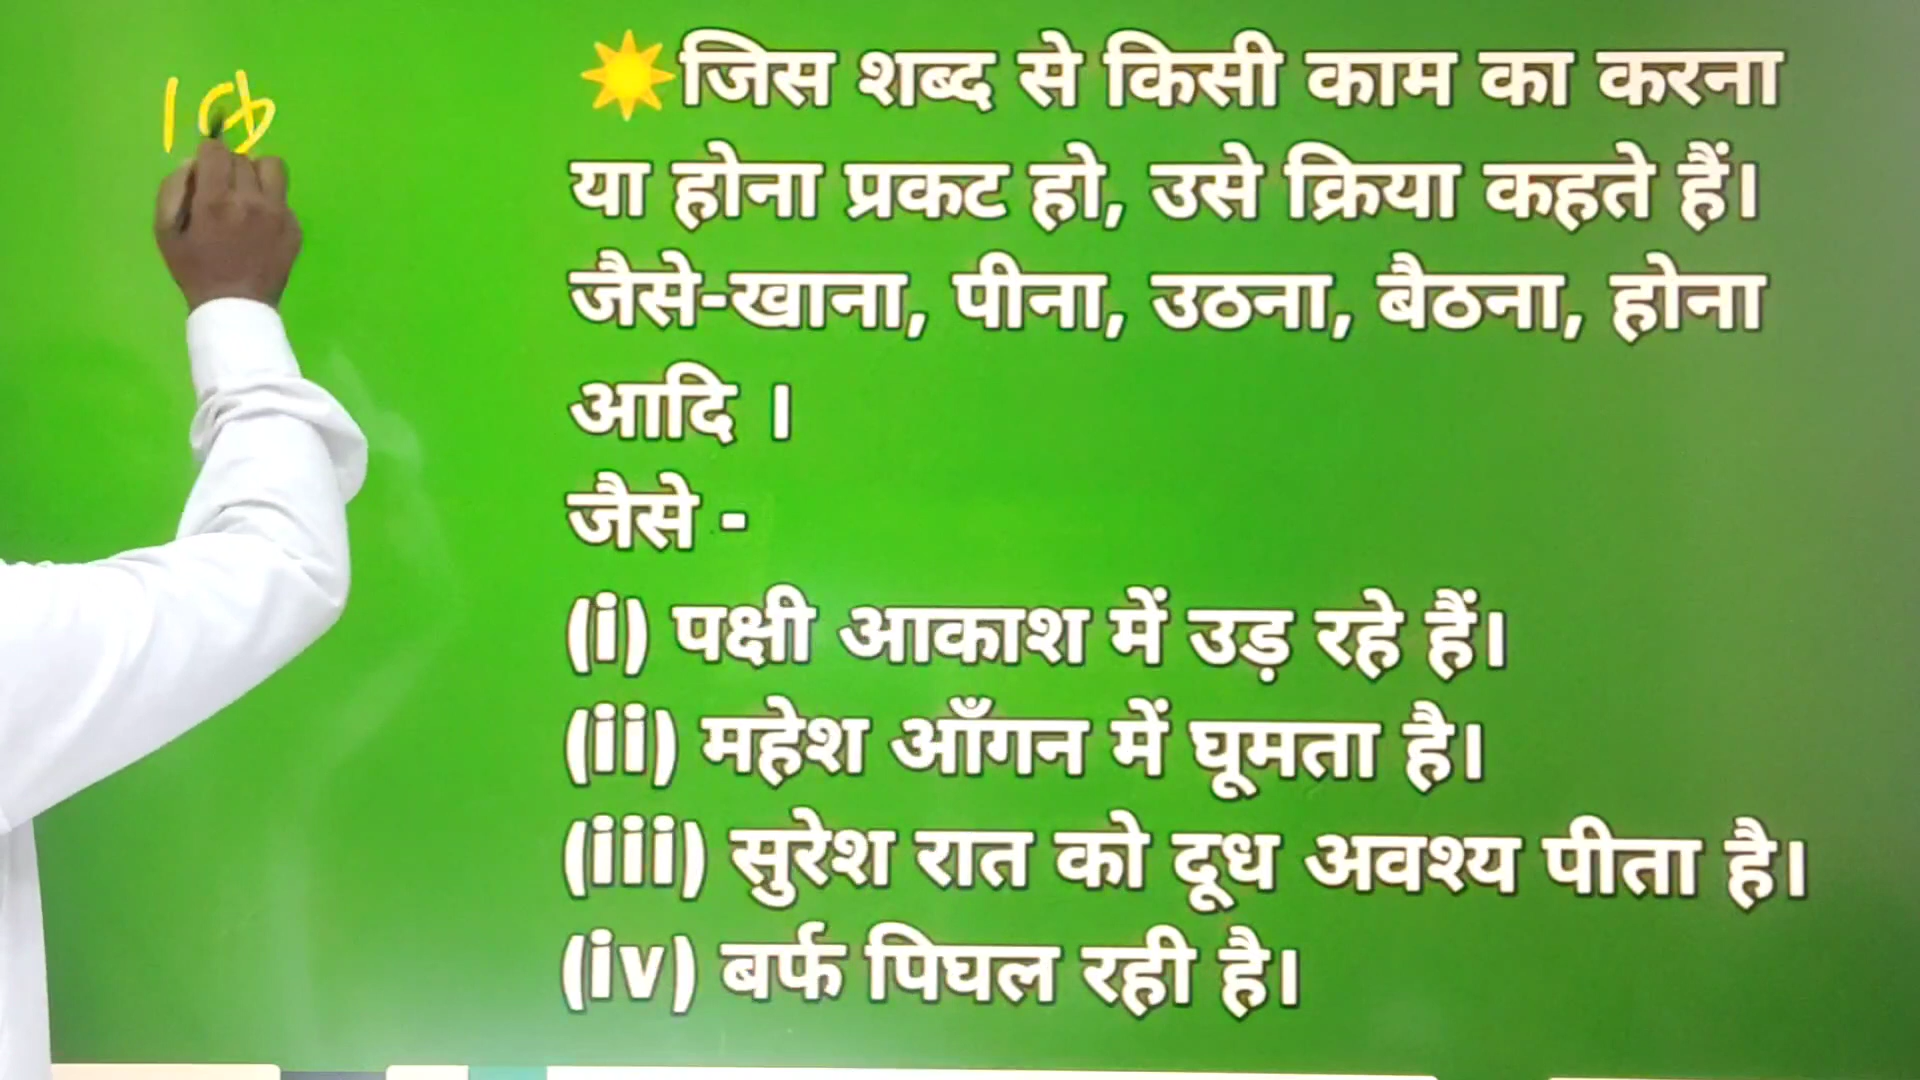 जिस शब्द से किसी काम का करना
या होना प्रकट हो, उसे क्रिया कहते हैं।
जैसे-खाना, पीना, उठना, बैठना, होना
आदि ।
जैसे -
(i) पक्षी आकाश में उड़ रहे हैं।
(ii) महेश आँगन में घूमता है।
(iii) सुरेश रात को दूध अवश्य पीता है।
(iv) बर्फ पिघल रही है।